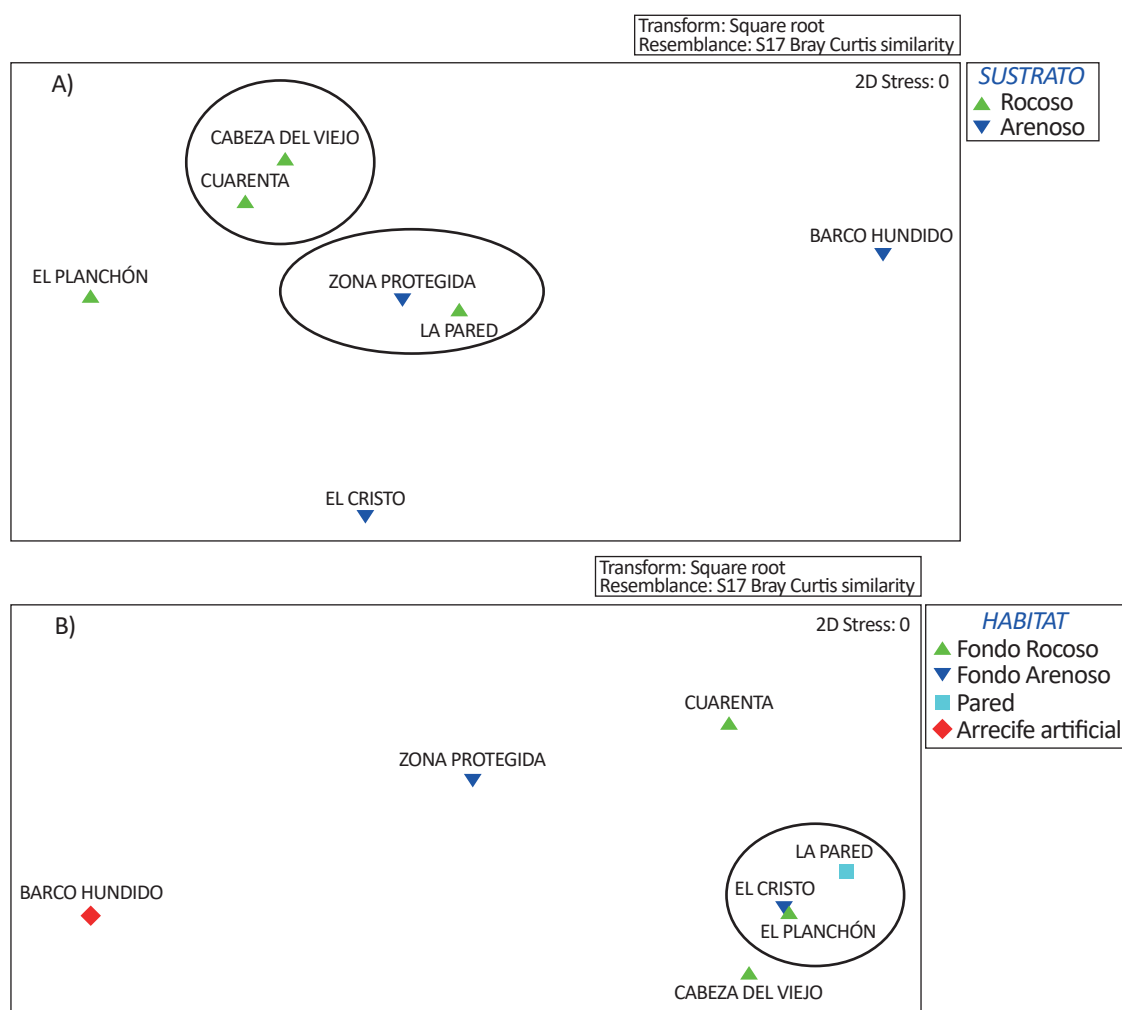 Transform: Square root
Resemblance: S17 Bray Curtis similarity
A)
2D Stress: 0
SUSTRATO
Rocoso
Arenoso
CABEZA DEL VIEJO
CUARENTA
BARCO HUNDIDO
EL PLANCHÓN
ZONA PROTEGIDA
LA PARED
EL CRISTO
Transform: Square root
Resemblance: S17 Bray Curtis similarity
B)
2D Stress: 0
HABITAT
Fondo Rocoso
Fondo Arenoso
Pared
Arrecife artificial
CUARENTA
ZONA PROTEGIDA
LA PARED
BARCO HUNDIDO
EL CRISTO
EL PLANCHÓN
CABEZA DEL VIEJO